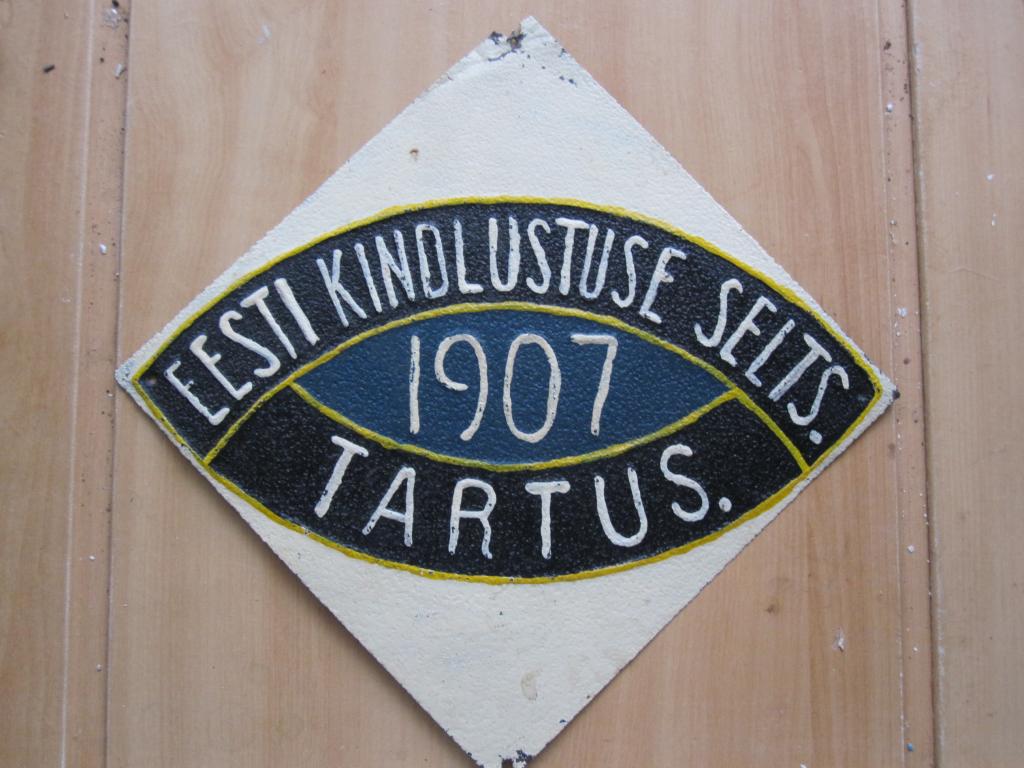 EESTI KINDLUSTUSE SELTS.
1907
TARTUS.